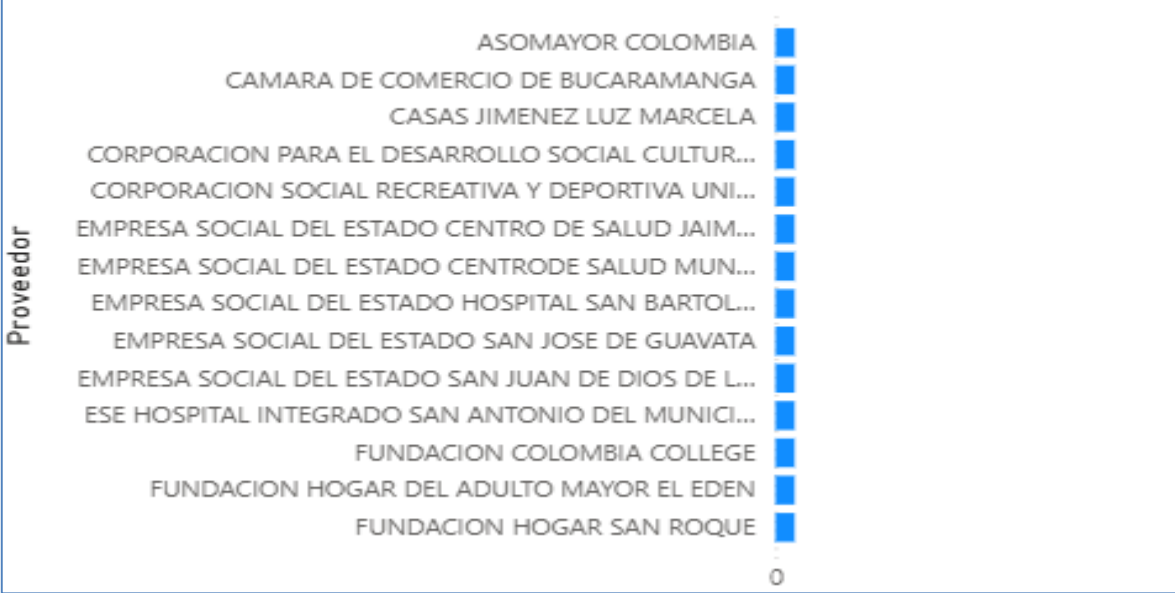 Proveedor
ASOMAYOR COLOMBIA
CAMARA DE COMERCIO DE BUCARAMANGA
CASAS JIMENEZ LUZ MARCELA
CORPORACION PARA EL DESARROLLO SOCIAL CULTUR...
CORPORACION SOCIAL RECREATIVA Y DEPORTIVA UNI...
EMPRESA SOCIAL DEL ESTADO CENTRO DE SALUD JAIM...
EMPRESA SOCIAL DEL ESTADO CENTRODE SALUD MUN...
EMPRESA SOCIAL DEL ESTADO HOSPITAL SAN BARTOL...
EMPRESA SOCIAL DEL ESTADO SAN JOSE DE GUAVATA
EMPRESA SOCIAL DEL ESTADO SAN JUAN DE DIOS DE L...
ESE HOSPITAL INTEGRADO SAN ANTONIO DEL MUNICI...
FUNDACION COLOMBIA COLLEGE
FUNDACION HOGAR DEL ADULTO MAYOR EL EDEN
FUNDACION HOGAR SAN ROQUE
0